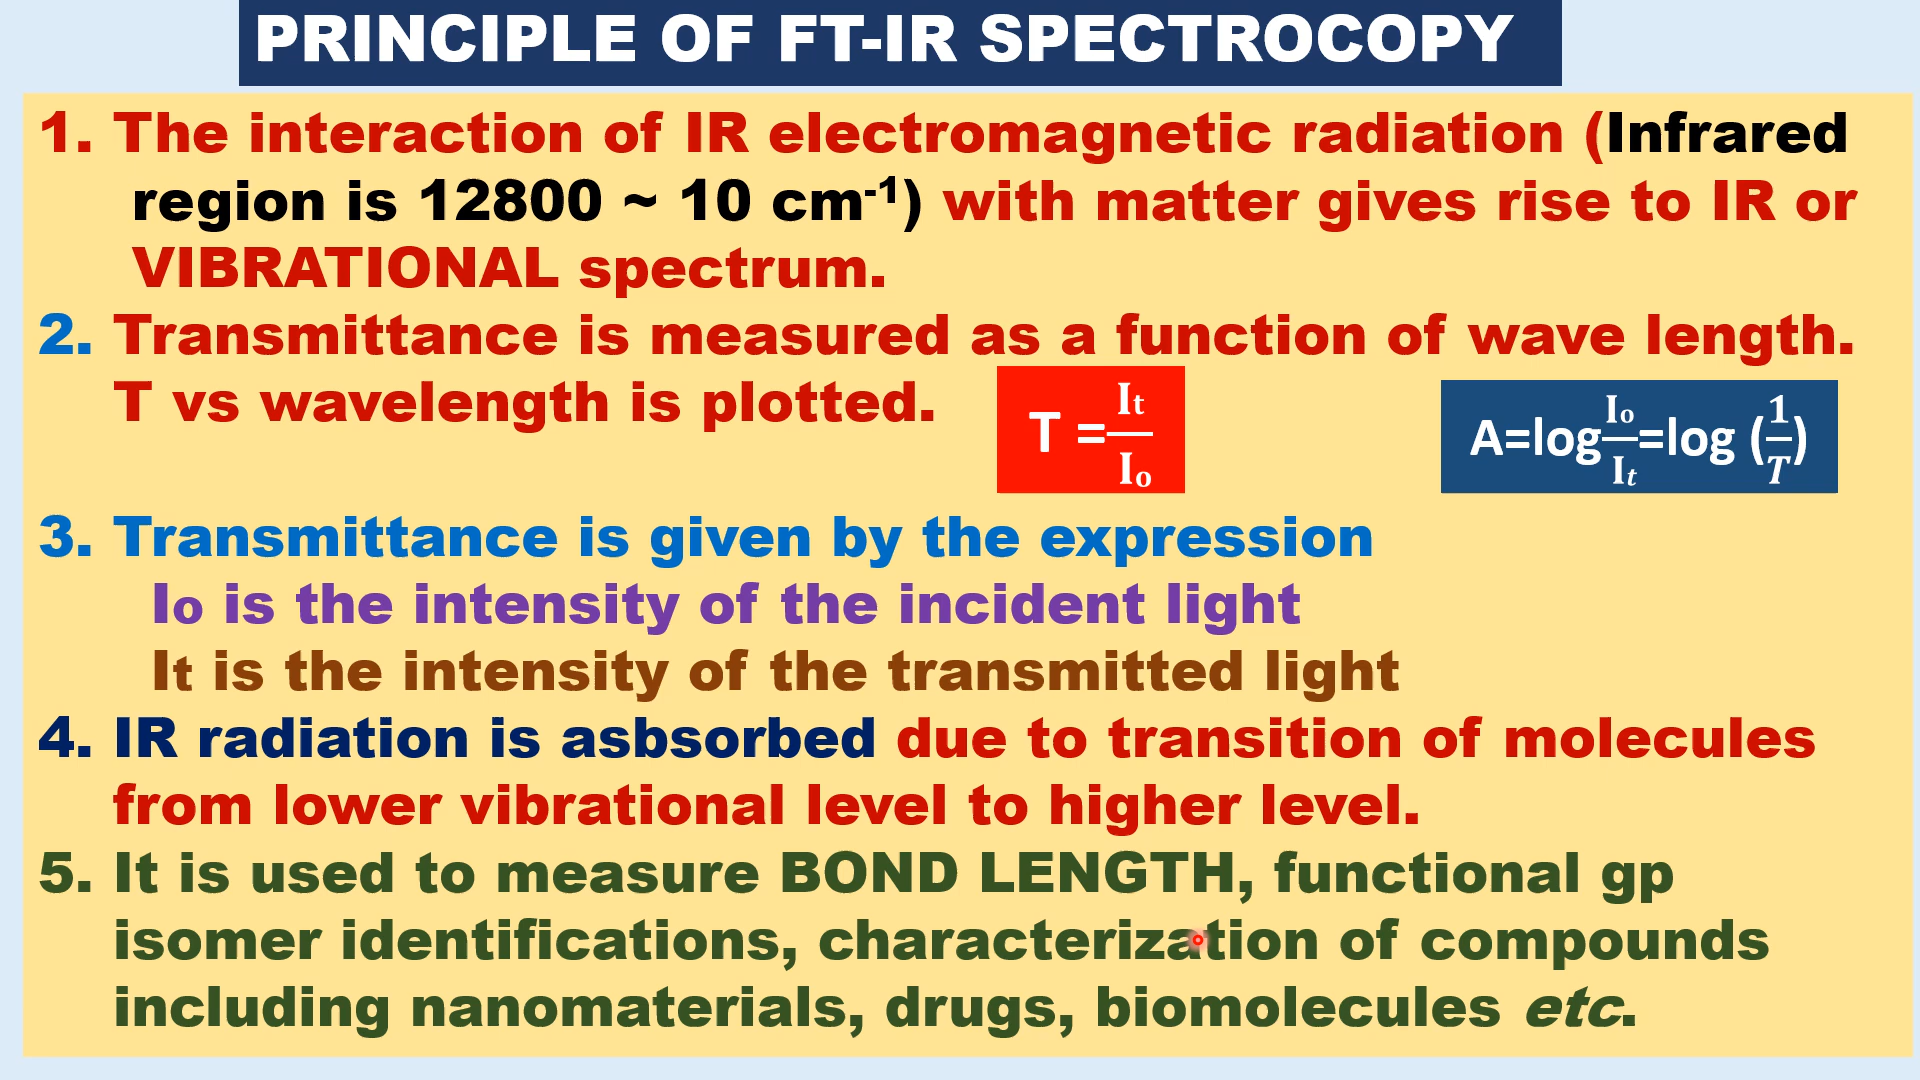 PRINCIPLE OF FT-IR SPECTROCOPY
1. The interaction of IR electromagnetic radiation (Infrared
region is 12800 ~ 10 cm-1) with matter gives rise to IR or
VIBRATIONAL spectrum.
2. Transmittance is measured as a function of wave length.
T vs wavelength is plotted.
T = It/Io
A=log Io/It=log (1/T)
3. Transmittance is given by the expression
Io is the intensity of the incident light
It is the intensity of the transmitted light
4. IR radiation is asbsorbed due to transition of molecules
from lower vibrational level to higher level.
5. It is used to measure BOND LENGTH, functional gp
isomer identifications, characterization of compounds
including nanomaterials, drugs, biomolecules etc.